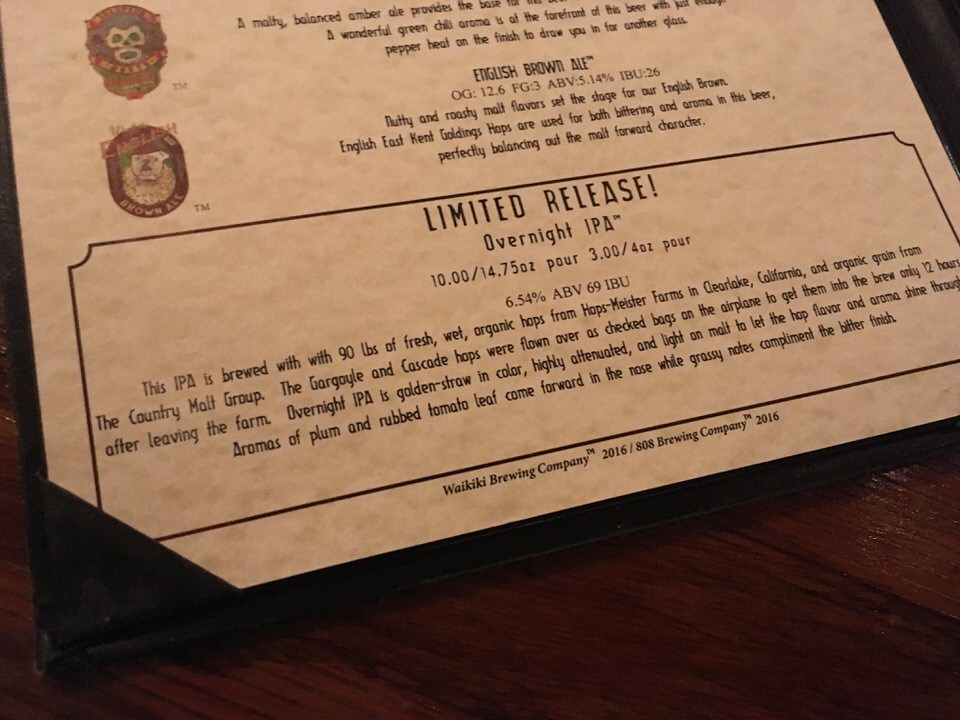 A malty, balanced amber ale provides the base for this
A wonderful green chili aroma is at the forefront of this beer with just enough
pepper heat on the finish to draw you in for another glass.
TM
ENGLISH BROWN ALE™
OG: 12.6 FG:3 ABV:5.14% IBU:26
Nutty and roasty malt flavors set the stage for our English Brown.
English East Kent Goldings Hops are used for both bittering and aroma in this beer,
perfectly balancing out the malt forward character.
ENGLISH
BROWN ALE
TM
LIMITED RELEASE!
Overnight IPA™
10.00/14.75oz pour 3.00/4oz pour
6.54% ABV 69 IBU
This IPA is brewed with with 90 lbs of fresh, wet, organic hops from Hops-Meister Farms in Clearlake, California, and organic grain from
The Country Malt Group. The Gargoyle and Cascade hops were flown over as checked bags on the airplane to get them into the brew only 12 hours
after leaving the farm. Overnight IPA is golden-straw in color, highly attenuated, and light on malt to let the hop flavor and aroma shine through
Aromas of plum and rubbed tomato leaf come forward in the nose while grassy notes compliment the bitter finish.
Waikiki Brewing Company™ 2016 / 808 Brewing Company™ 2016